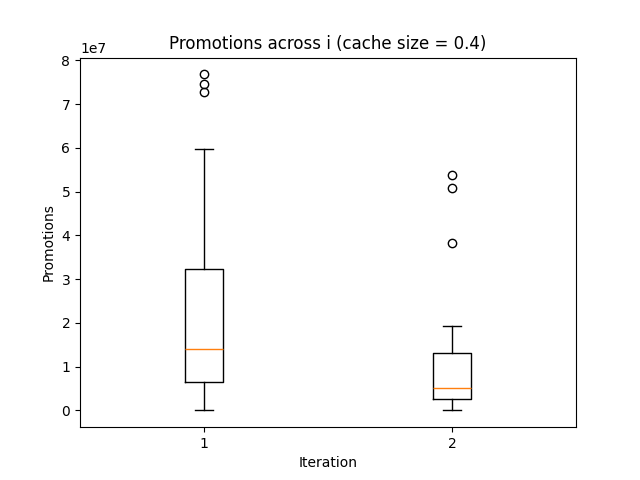 Promotions across i (cache size = 0.4)
1e7
8
7
6
5
4
3
2
1
0
Promotions
1
2
Iteration